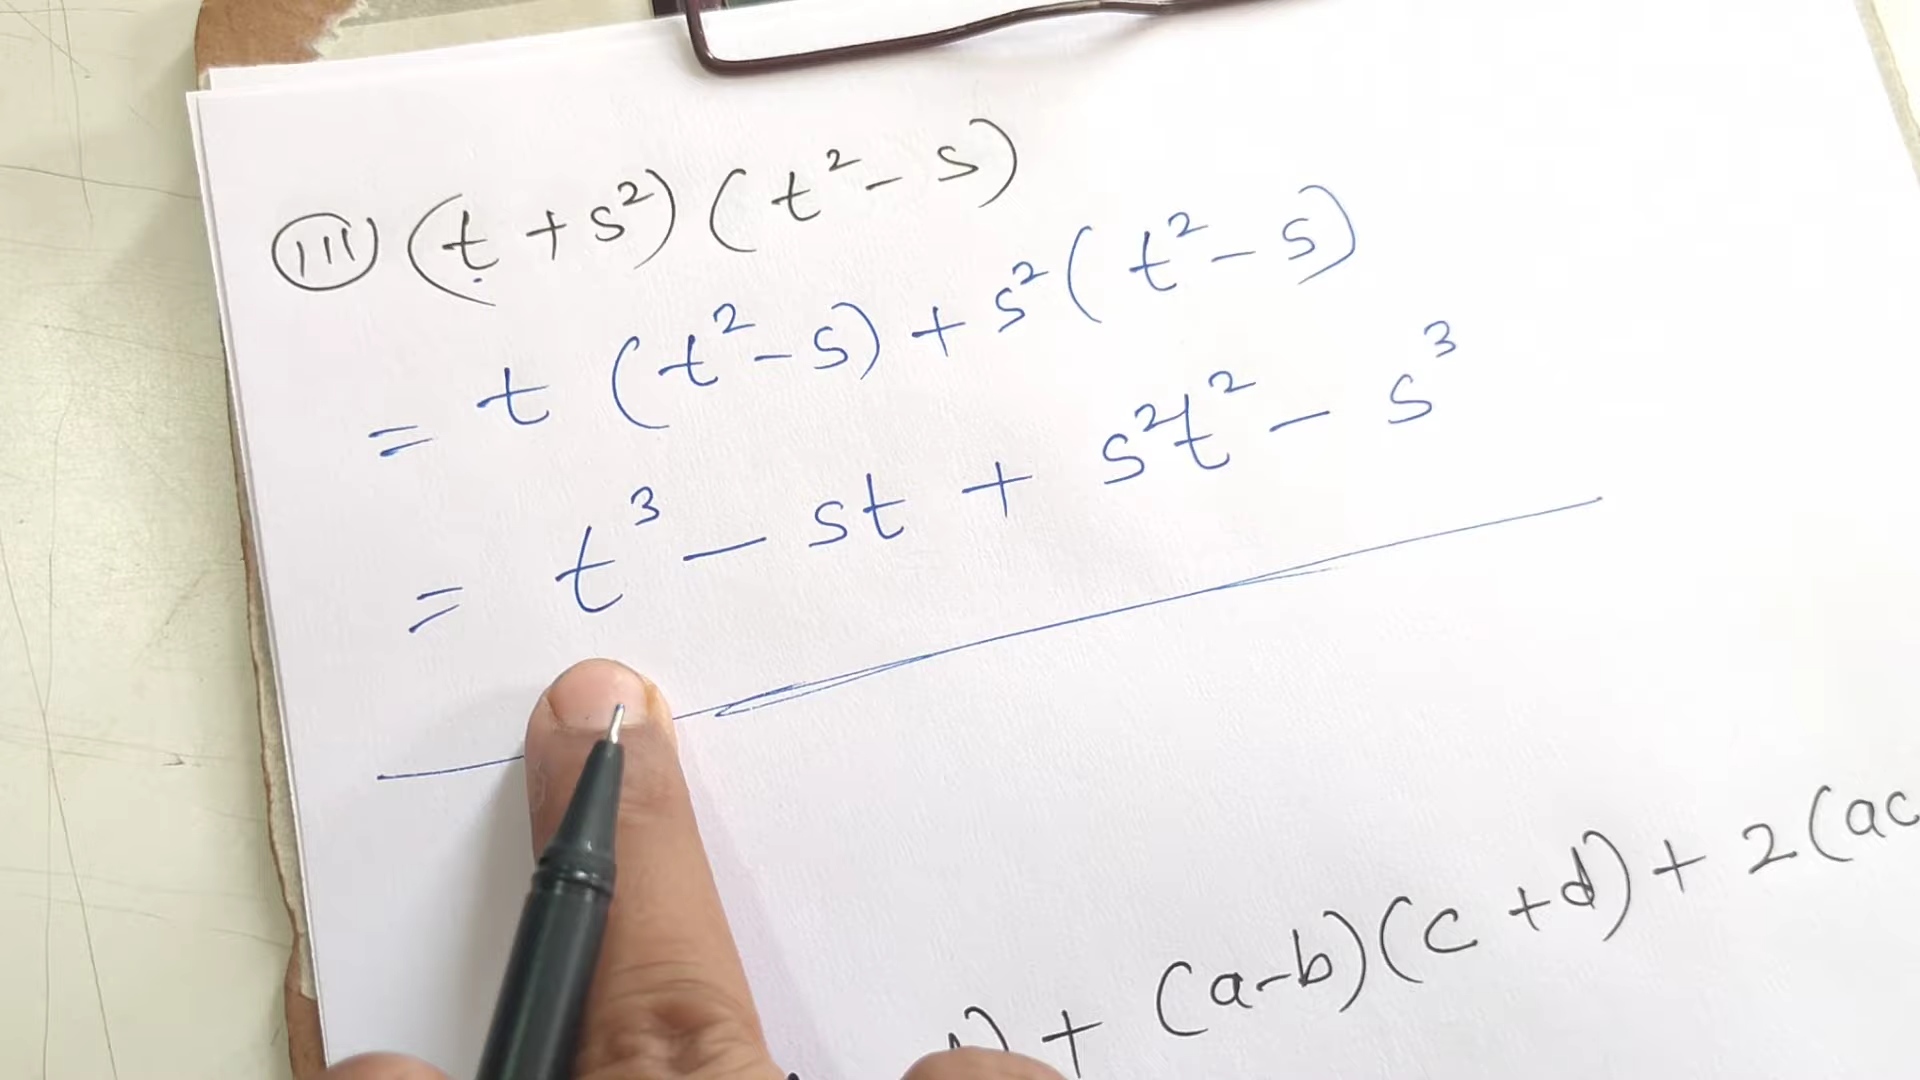 (III) (t + s²) (t² - s)
= t (t² - s) + s² (t² - s)
= t³ - st + s²t² - s³
) + (a-b)(c + d) + 2(ac